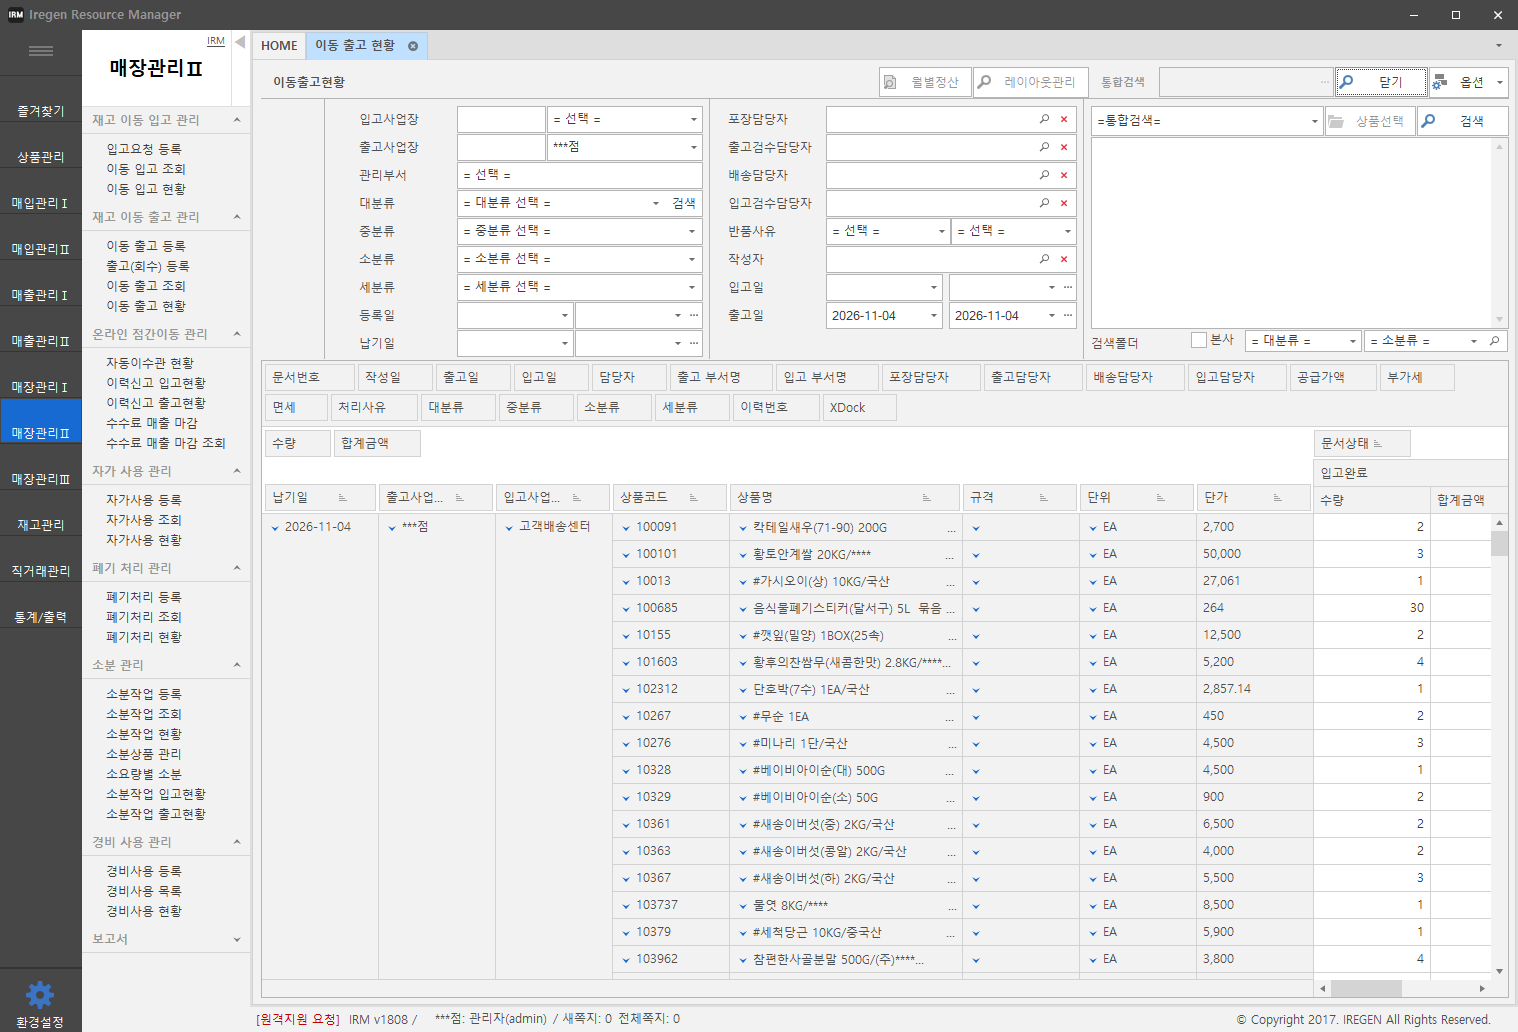 IRM Iregen Resource Manager
즐겨찾기
상품관리
매입관리 I
매입관리 II
매출관리 I
매출관리 II
매장관리 I
매장관리 II
매장관리 III
재고관리
직거래관리
통계/출력
환경설정
IRM
매장관리 II
재고 이동 입고 관리
입고요청 등록
이동 입고 조회
이동 입고 현황
재고 이동 출고 관리
이동 출고 등록
출고(회수) 등록
이동 출고 조회
이동 출고 현황
온라인 점간이동 관리
자동이수관 현황
이력신고 입고현황
이력신고 출고현황
수수료 매출 마감
수수료 매출 마감 조회
자가 사용 관리
자가사용 등록
자가사용 조회
자가사용 현황
폐기 처리 관리
폐기처리 등록
폐기처리 조회
폐기처리 현황
소분 관리
소분작업 등록
소분작업 조회
소분작업 현황
소분상품 관리
소요량별 소분
소분작업 입고현황
소분작업 출고현황
경비 사용 관리
경비사용 등록
경비사용 목록
경비사용 현황
보고서
HOME 이동 출고 현황
이동출고현황 월별정산 레이아웃관리 통합검색 ... 닫기 옵션
입고사업장 = 선택 =
출고사업장 ***점
관리부서 = 선택 =
대분류 = 대분류 선택 = 검색
중분류 = 중분류 선택 =
소분류 = 소분류 선택 =
세분류 = 세분류 선택 =
등록일 ...
납기일 ...
포장담당자
출고검수담당자
배송담당자
입고검수담당자
반품사유 = 선택 = = 선택 =
작성자
입고일 ...
출고일 2026-11-04 2026-11-04 ...
=통합검색= 상품선택 검색
검색폴더 본사 = 대분류 = = 소분류 =
문서번호 작성일 출고일 입고일 담당자 출고 부서명 입고 부서명 포장담당자 출고담당자 배송담당자 입고담당자 공급가액 부가세
면세 처리사유 대분류 중분류 소분류 세분류 이력번호 XDock
수량 합계금액 문서상태
입고완료
납기일 출고사업... 입고사업... 상품코드 상품명 규격 단위 단가 수량 합계금액
2026-11-04 ***점 고객배송센터 100091 칵테일새우(71-90) 200G ... EA 2,700 2
100101 황토안계쌀 20KG/**** ... EA 50,000 3
10013 #가시오이(상) 10KG/국산 ... EA 27,061 1
100685 음식물폐기스티커(달서구) 5L 묶음 ... EA 264 30
10155 #깻잎(밀양) 1BOX(25속) ... EA 12,500 2
101603 황후의찬쌈무(새콤한맛) 2.8KG/****... EA 5,200 4
102312 단호박(7수) 1EA/국산 ... EA 2,857.14 1
10267 #무순 1EA ... EA 450 2
10276 #미나리 1단/국산 ... EA 4,500 3
10328 #베이비아이순(대) 500G ... EA 4,500 1
10329 #베이비아이순(소) 50G ... EA 900 2
10361 #새송이버섯(중) 2KG/국산 ... EA 6,500 2
10363 #새송이버섯(콩알) 2KG/국산 ... EA 4,000 2
10367 #새송이버섯(하) 2KG/국산 ... EA 5,500 3
103737 물엿 8KG/**** ... EA 8,500 1
10379 #세척당근 10KG/중국산 ... EA 5,900 1
103962 참편한사골분말 500G/(주)****... EA 3,800 4
[원격지원 요청] IRM v1808 / ***점: 관리자(admin) / 새쪽지: 0 전체쪽지: 0 © Copyright 2017. IREGEN All Rights Reserved.